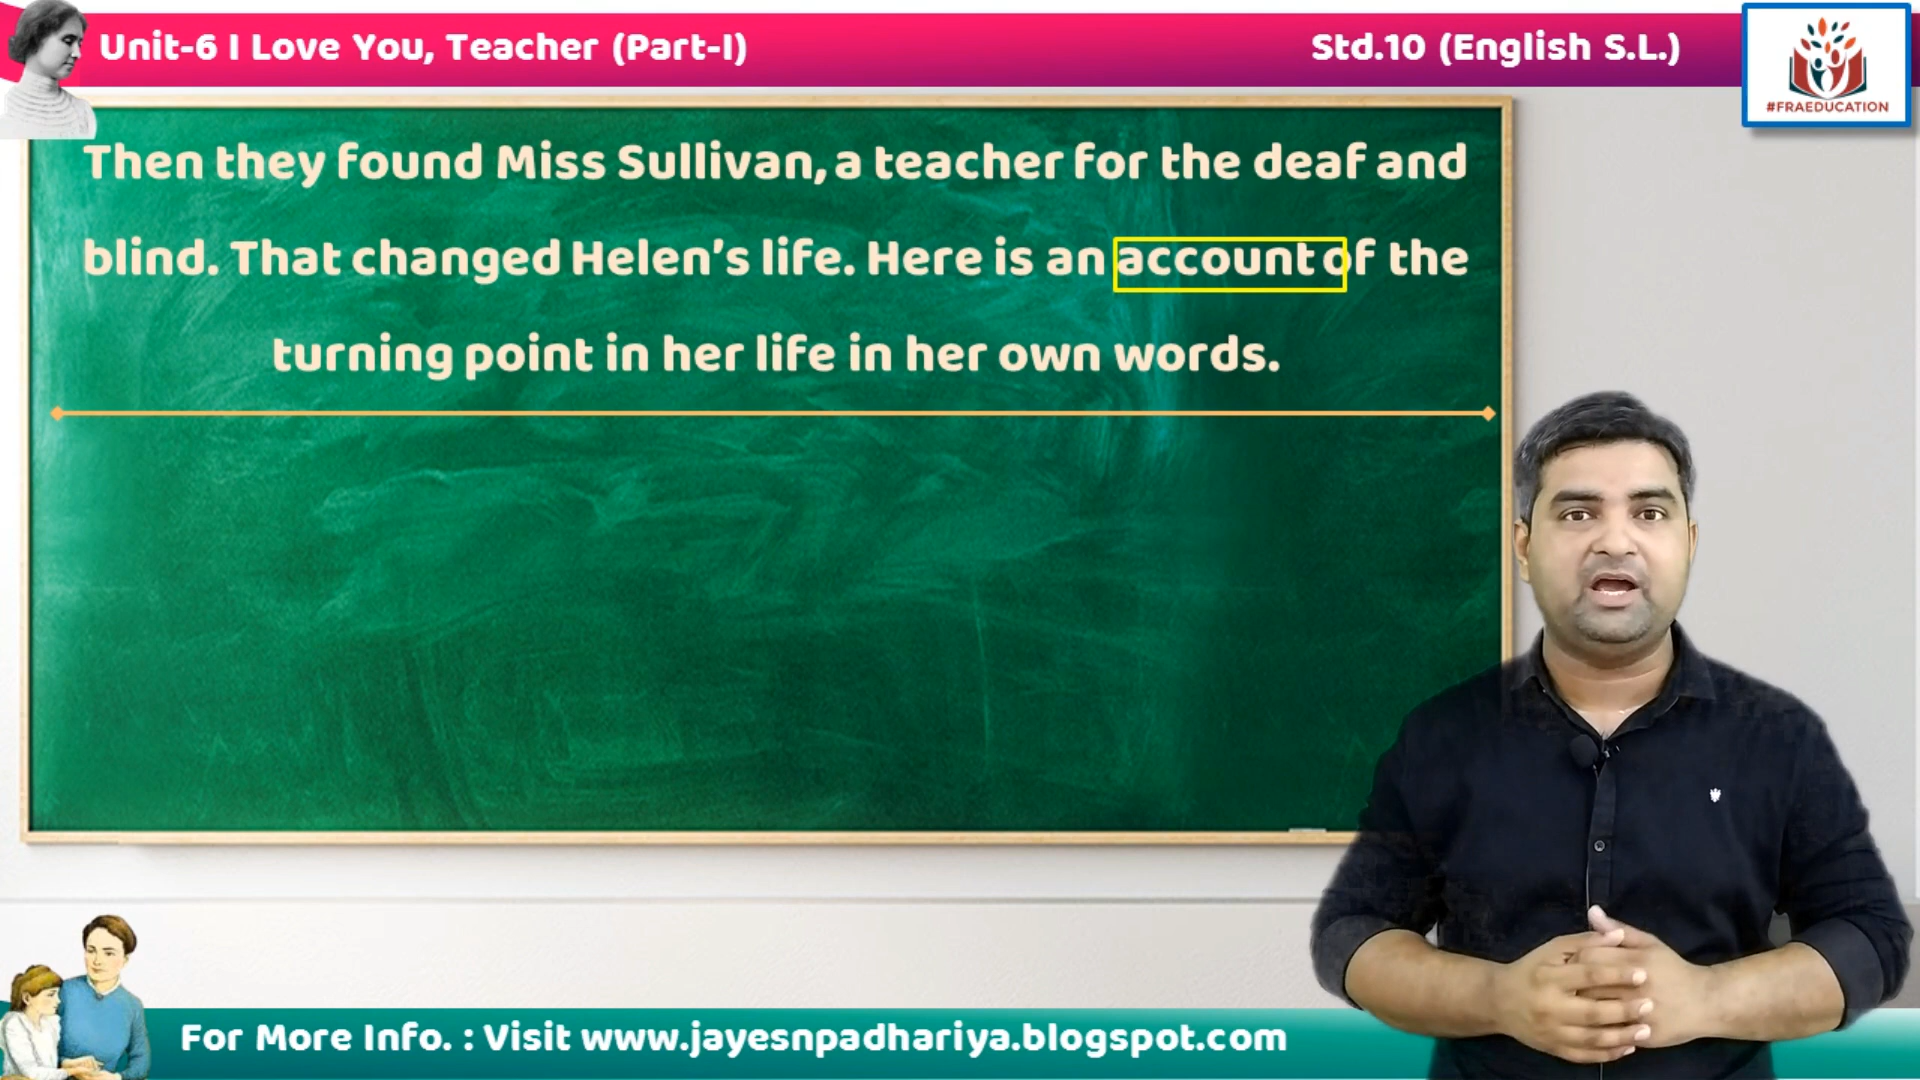 Unit-6 I Love You, Teacher (Part-I)
Std.10 (English S.L.)
#FRAEDUCATION
Then they found Miss Sullivan, a teacher for the deaf and
blind. That changed Helen's life. Here is an account of the
turning point in her life in her own words.
For More Info. : Visit www.jayesnpadhariya.blogspot.com